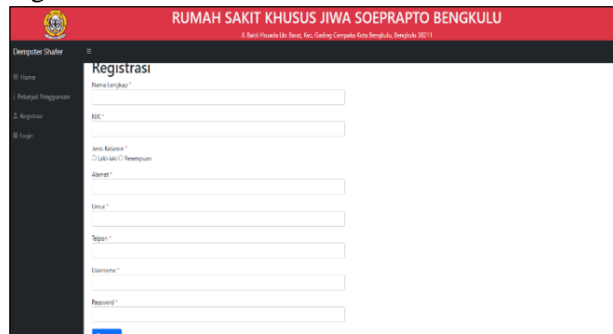 RUMAH SAKIT KHUSUS JIWA SOEPRAPTO BENGKULU
Jl. Bakti Husada Lks Barat, Kec. Gading Cempaka Kota Bengkulu, Bengkulu 38211
Dempster Shafer
Home
Petunjuk Penggunaan
Registrasi
Login
Registrasi
Nama Lengkap *
NIK *
Jenis Kelamin *
Laki-laki Perempuan
Alamat *
Umur *
Telpon *
Username *
Password *